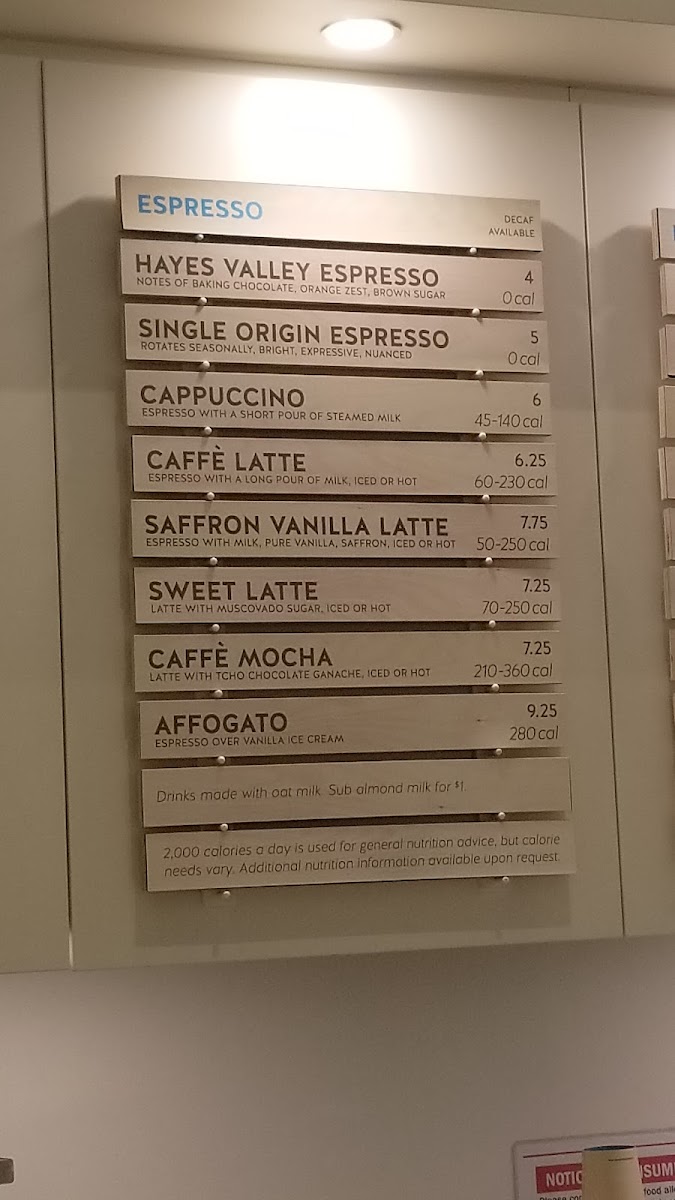 ESPRESSO
DECAF
AVAILABLE
HAYES VALLEY ESPRESSO 4
NOTES OF BAKING CHOCOLATE, ORANGE ZEST, BROWN SUGAR 0 cal
SINGLE ORIGIN ESPRESSO 5
ROTATES SEASONALLY, BRIGHT, EXPRESSIVE, NUANCED 0 cal
CAPPUCCINO 6
ESPRESSO WITH A SHORT POUR OF STEAMED MILK 45-140 cal
CAFFÈ LATTE 6.25
ESPRESSO WITH A LONG POUR OF MILK, ICED OR HOT 60-230 cal
SAFFRON VANILLA LATTE 7.75
ESPRESSO WITH MILK, PURE VANILLA, SAFFRON, ICED OR HOT 50-250 cal
SWEET LATTE 7.25
LATTE WITH MUSCOVADO SUGAR, ICED OR HOT 70-250 cal
CAFFÈ MOCHA 7.25
LATTE WITH TCHO CHOCOLATE GANACHE, ICED OR HOT 210-360 cal
AFFOGATO 9.25
ESPRESSO OVER VANILLA ICE CREAM 280 cal
Drinks made with oat milk. Sub almond milk for $1.
2,000 calories a day is used for general nutrition advice, but calorie
needs vary. Additional nutrition information available upon request.
NOTIC SUM
Please food